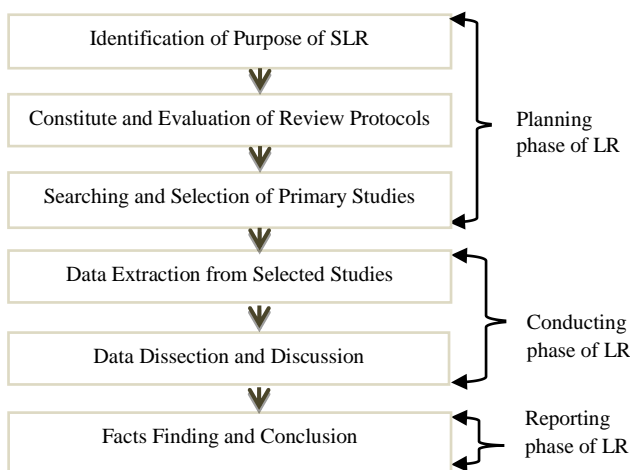 Identification of Purpose of SLR
Constitute and Evaluation of Review Protocols
Searching and Selection of Primary Studies
Planning
phase of LR
Data Extraction from Selected Studies
Data Dissection and Discussion
Conducting
phase of LR
Facts Finding and Conclusion
Reporting
phase of LR